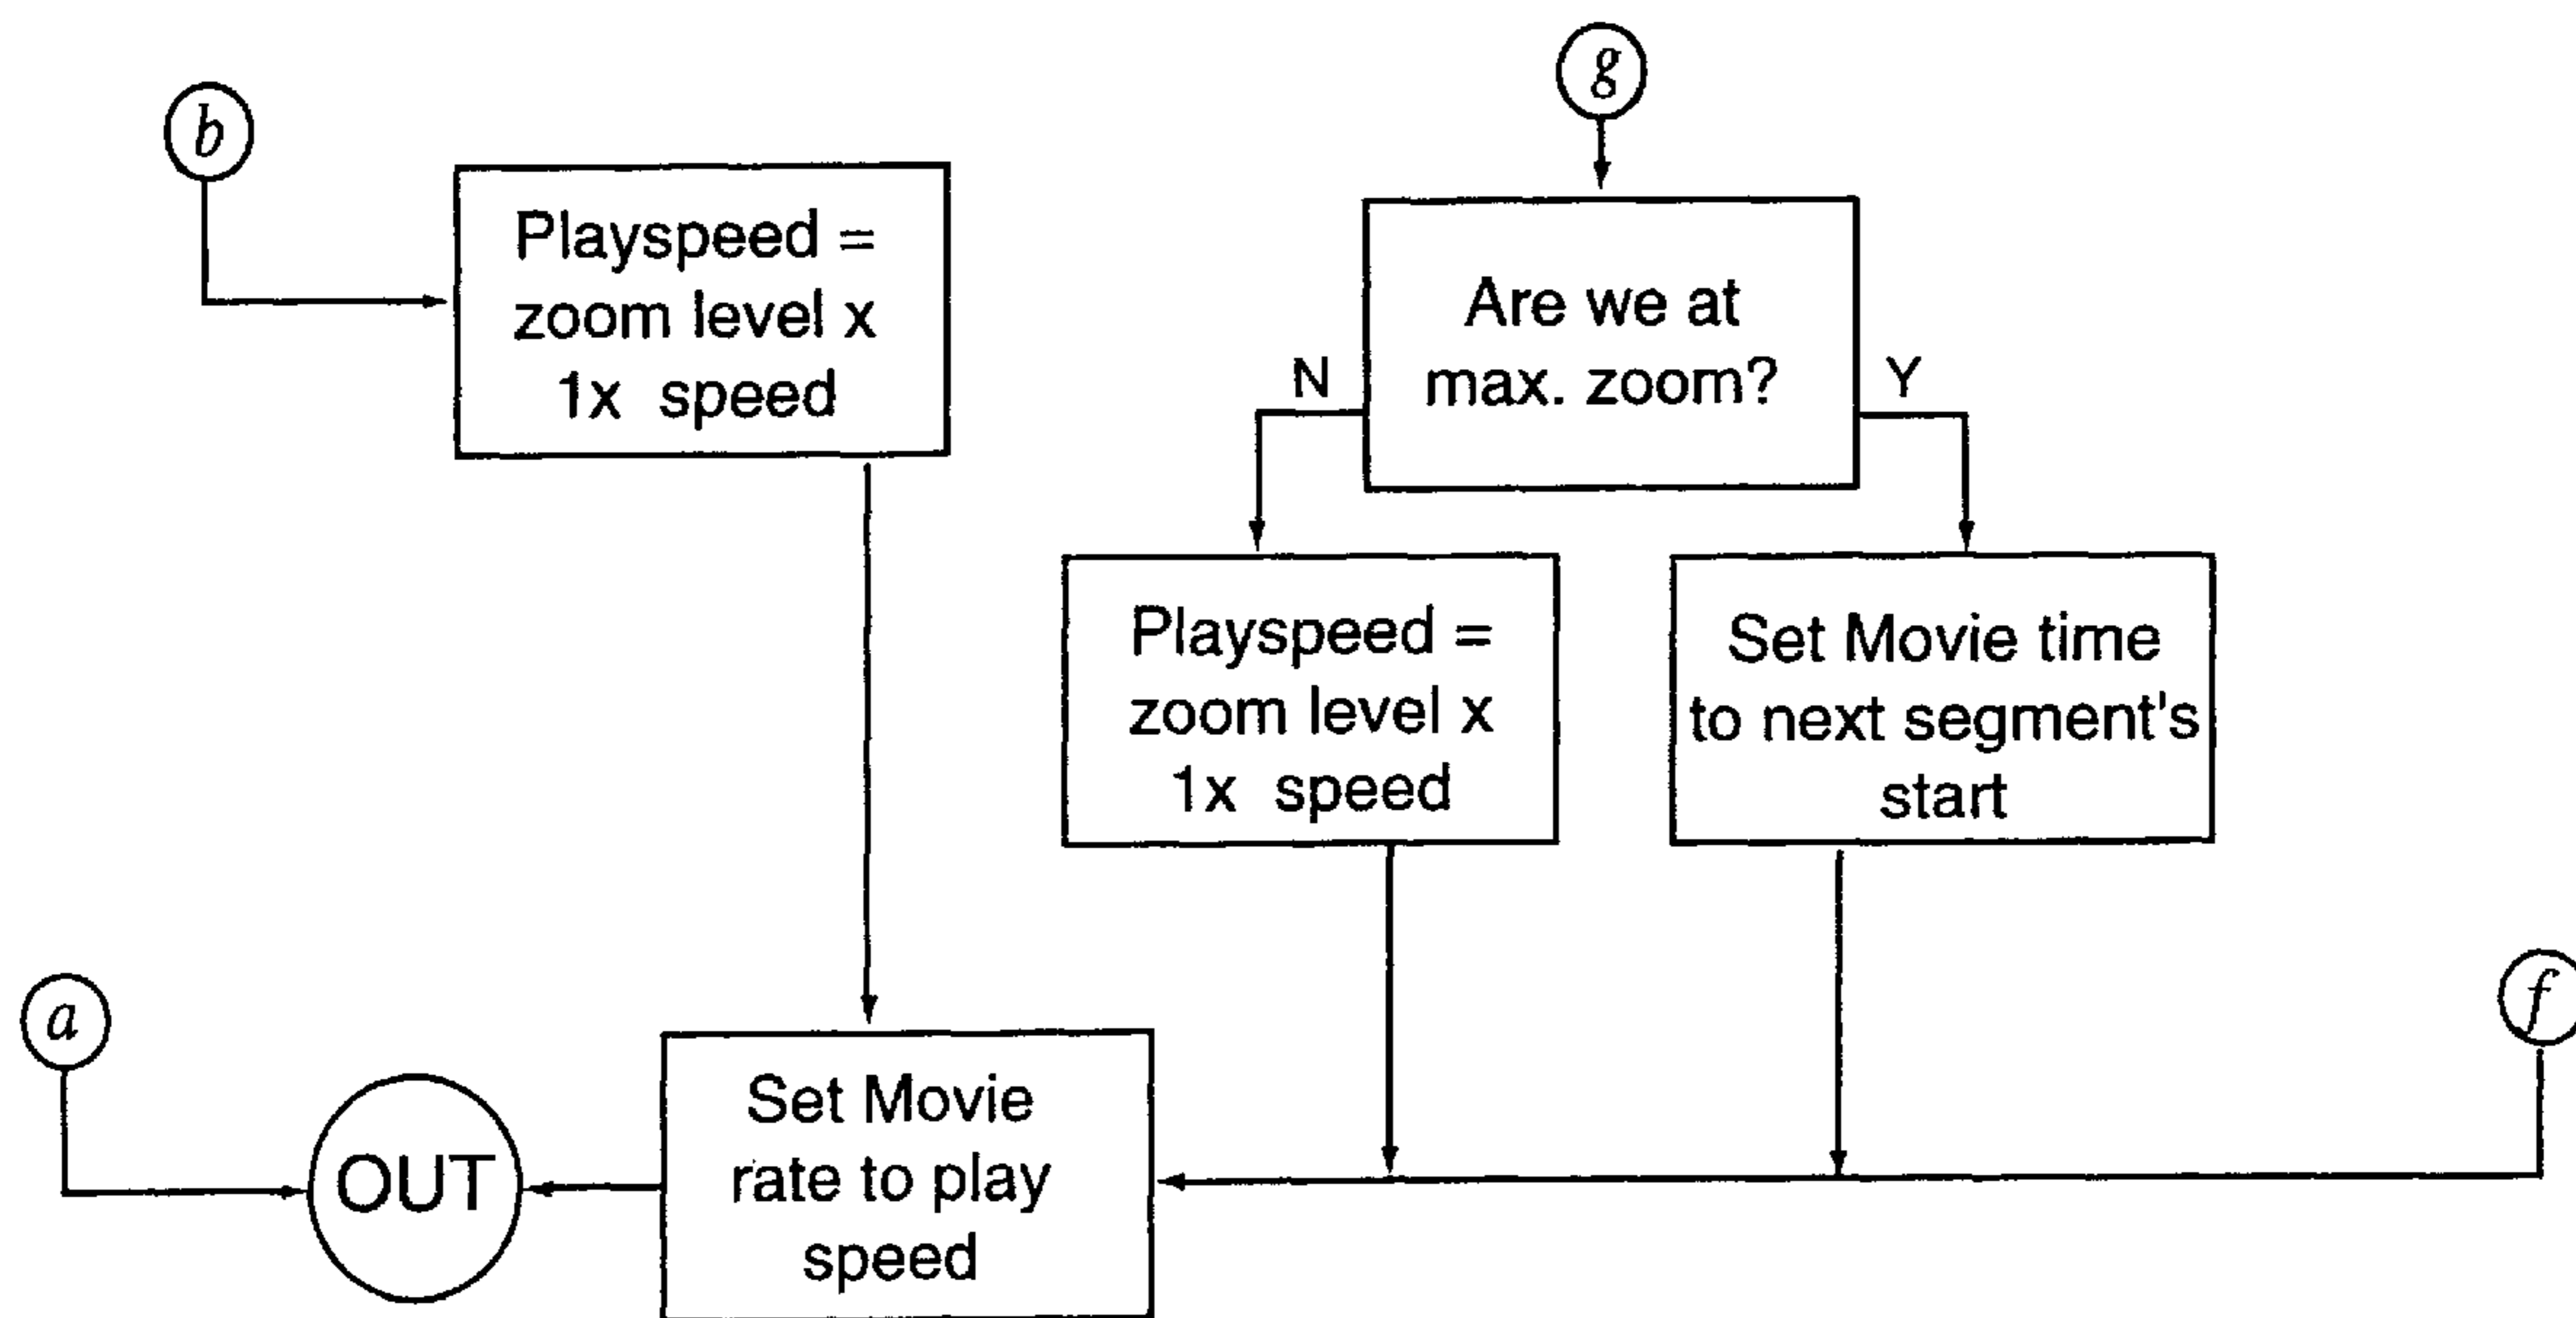 b
Playspeed =
zoom level x
1x speed
g
Are we at
max. zoom?
N
Y
Playspeed =
zoom level x
1x speed
Set Movie time
to next segment's
start
a
OUT
Set Movie
rate to play
speed
f